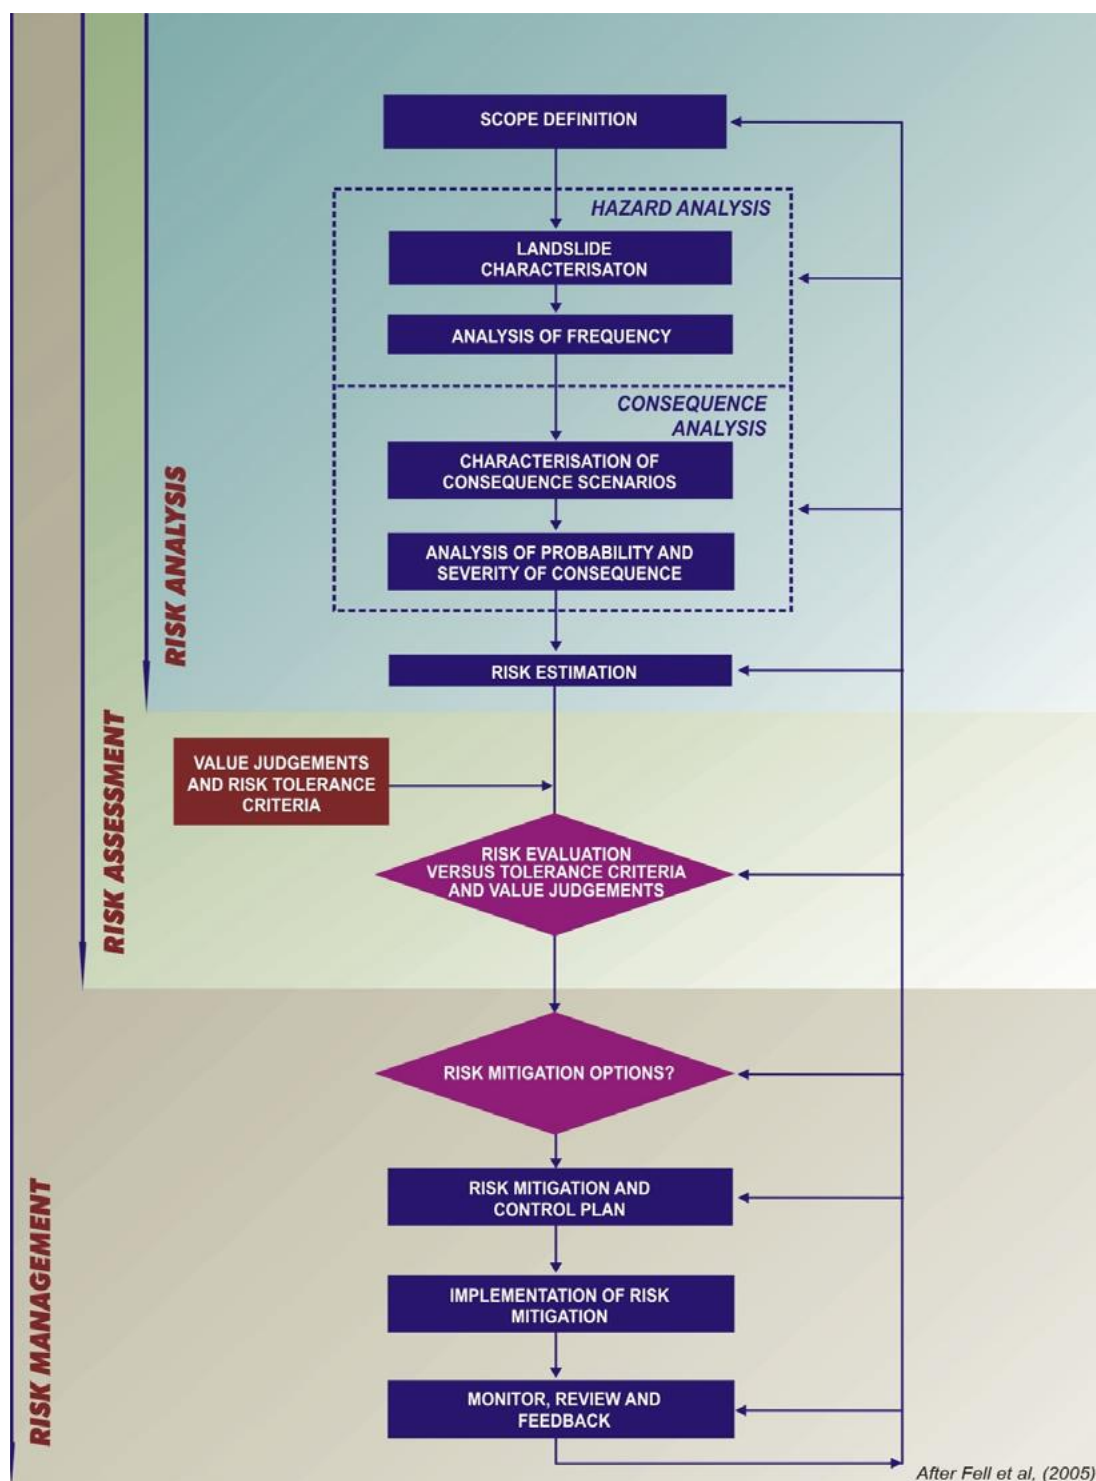 SCOPE DEFINITION
HAZARD ANALYSIS
LANDSLIDE
CHARACTERISATON
ANALYSIS OF FREQUENCY
CONSEQUENCE
ANALYSIS
CHARACTERISATION OF
CONSEQUENCE SCENARIOS
ANALYSIS OF PROBABILITY AND
SEVERITY OF CONSEQUENCE
RISK ESTIMATION
RISK ANALYSIS
VALUE JUDGEMENTS
AND RISK TOLERANCE
CRITERIA
RISK EVALUATION
VERSUS TOLERANCE CRITERIA
AND VALUE JUDGEMENTS
RISK ASSESSMENT
RISK MITIGATION OPTIONS?
RISK MITIGATION AND
CONTROL PLAN
IMPLEMENTATION OF RISK
MITIGATION
MONITOR, REVIEW AND
FEEDBACK
RISK MANAGEMENT
After Fell et al, (2005)